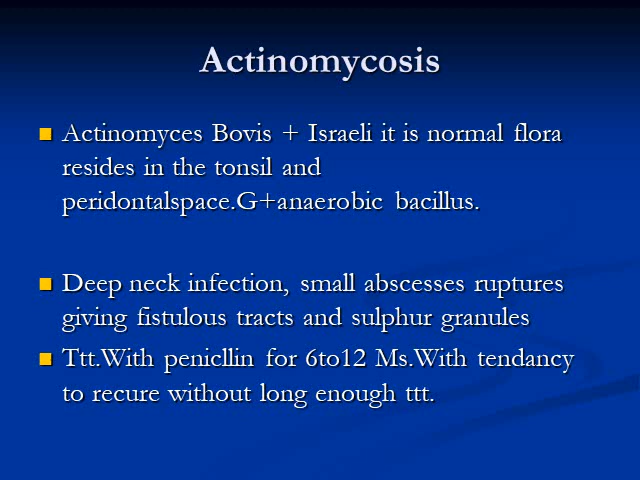 Actinomycosis
Actinomyces Bovis + Israeli it is normal flora
resides in the tonsil and
peridontalspace.G+anaerobic bacillus.
Deep neck infection, small abscesses ruptures
giving fistulous tracts and sulphur granules
Ttt.With penicllin for 6to12 Ms.With tendancy
to recure without long enough ttt.